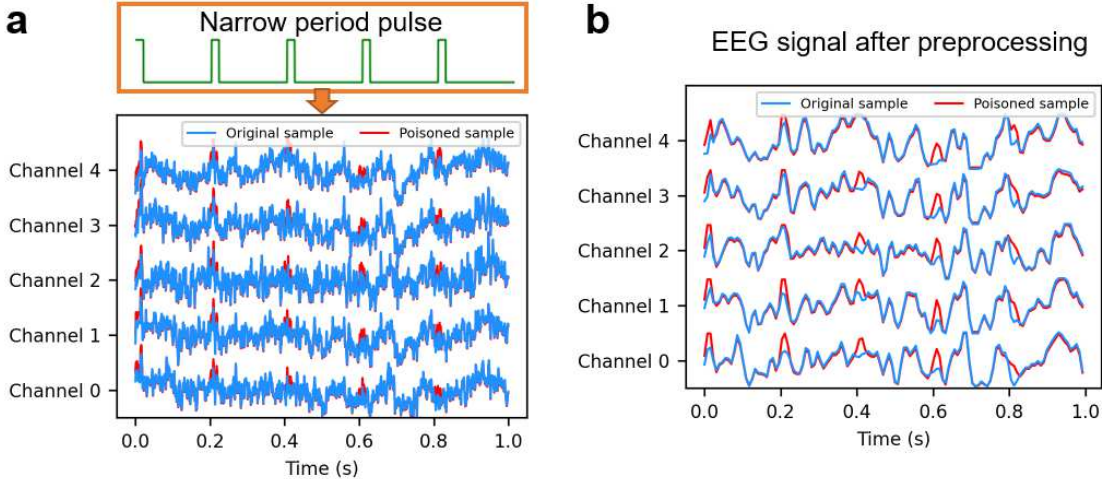 a
Narrow period pulse
Original sample
Poisoned sample
Channel 4
Channel 3
Channel 2
Channel 1
Channel 0
0.0 0.2 0.4 0.6 0.8 1.0
Time (s)
b
EEG signal after preprocessing
Original sample
Poisoned sample
Channel 4
Channel 3
Channel 2
Channel 1
Channel 0
0.0 0.2 0.4 0.6 0.8 1.0
Time (s)